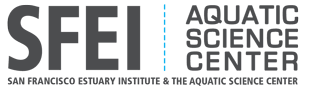 SFEI
AQUATIC
SCIENCE
CENTER
SAN FRANCISCO ESTUARY INSTITUTE & THE AQUATIC SCIENCE CENTER